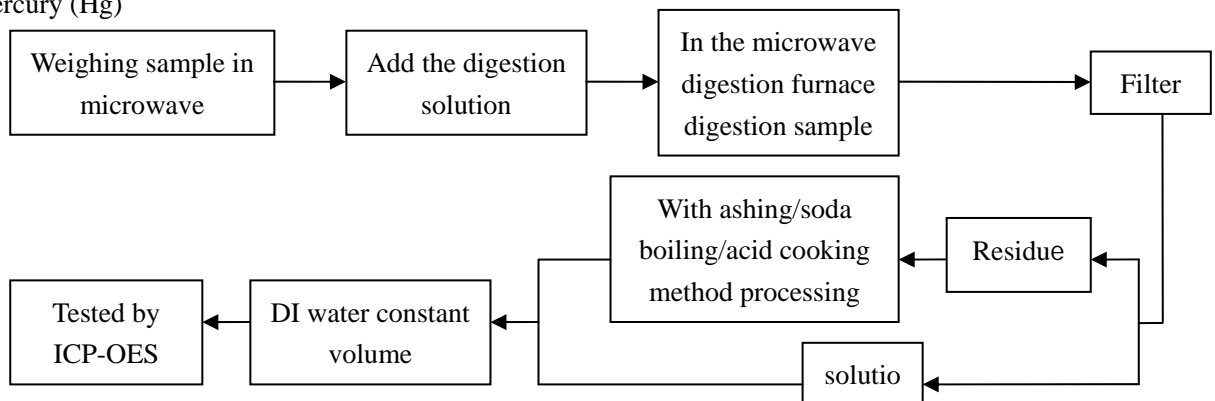 ercury (Hg)
Weighing sample in
microwave
Add the digestion
solution
In the microwave
digestion furnace
digestion sample
Filter
With ashing/soda
boiling/acid cooking
method processing
Residue
Tested by
ICP-OES
DI water constant
volume
solutio